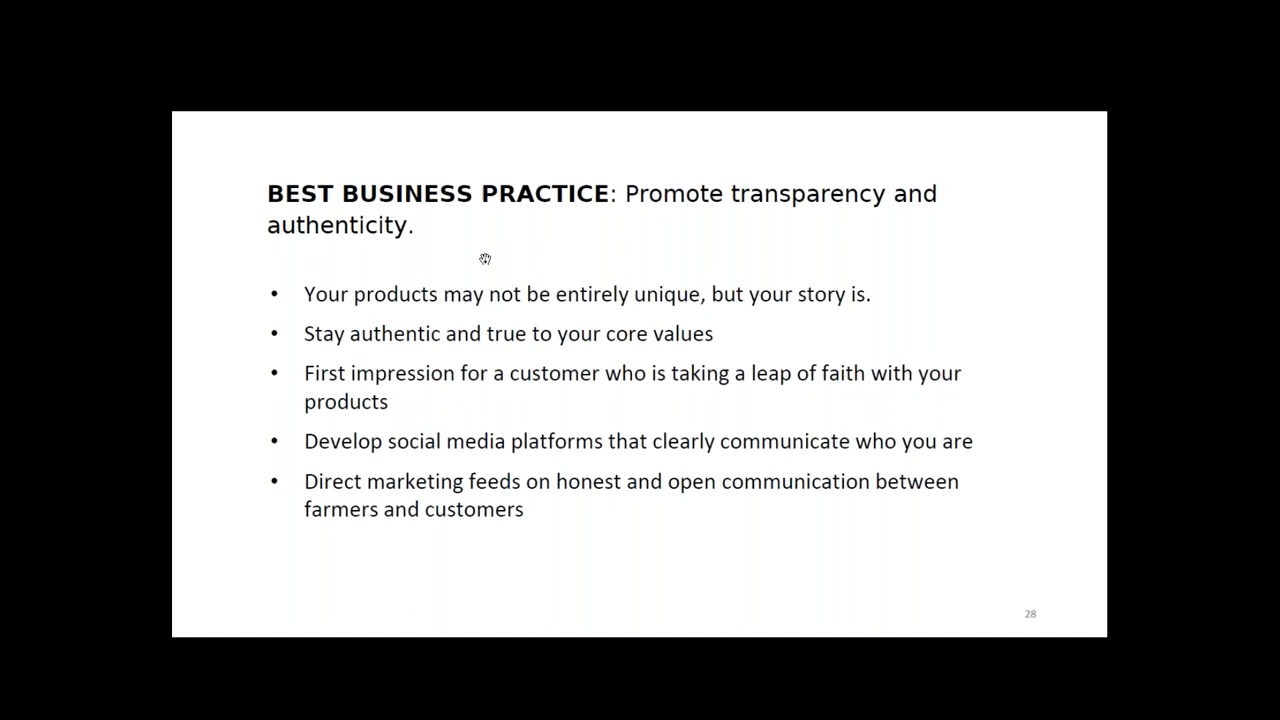 BEST BUSINESS PRACTICE: Promote transparency and
authenticity.
• Your products may not be entirely unique, but your story is.
• Stay authentic and true to your core values
• First impression for a customer who is taking a leap of faith with your
products
• Develop social media platforms that clearly communicate who you are
• Direct marketing feeds on honest and open communication between
farmers and customers
28